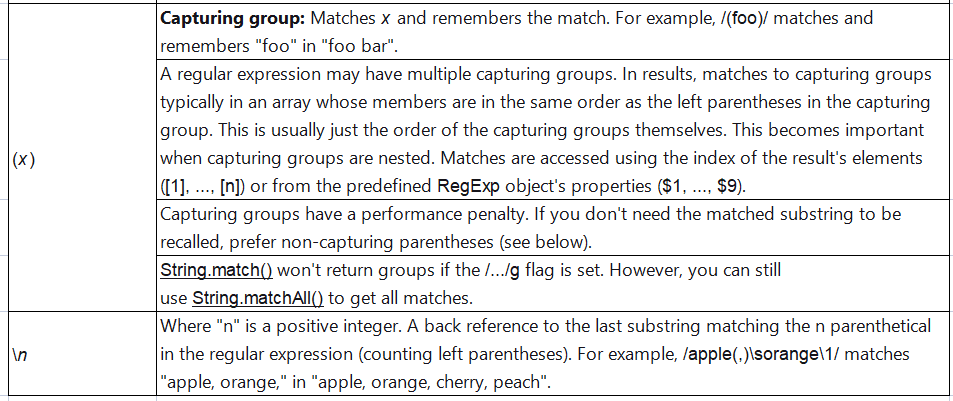 Capturing group: Matches x and remembers the match. For example, /(foo)/ matches and
remembers "foo" in "foo bar".
A regular expression may have multiple capturing groups. In results, matches to capturing groups
typically in an array whose members are in the same order as the left parentheses in the capturing
group. This is usually just the order of the capturing groups themselves. This becomes important
(x)
when capturing groups are nested. Matches are accessed using the index of the result's elements
([1], ..., [n]) or from the predefined RegExp object's properties ($1, ..., $9).
Capturing groups have a performance penalty. If you don't need the matched substring to be
recalled, prefer non-capturing parentheses (see below).
String.match() won't return groups if the /.../g flag is set. However, you can still
use String.matchAll() to get all matches.
Where "n" is a positive integer. A back reference to the last substring matching the n parenthetical
\n
in the regular expression (counting left parentheses). For example, /apple(,)\sorange\1/ matches
"apple, orange," in "apple, orange, cherry, peach".